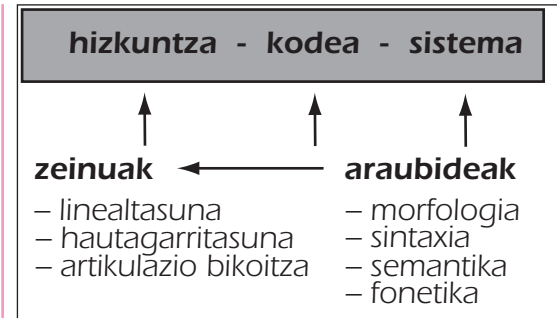 hizkuntza - kodea - sistema
zeinuak
– linealtasuna
– hautagarritasuna
– artikulazio bikoitza
araubideak
– morfologia
– sintaxia
– semantika
– fonetika